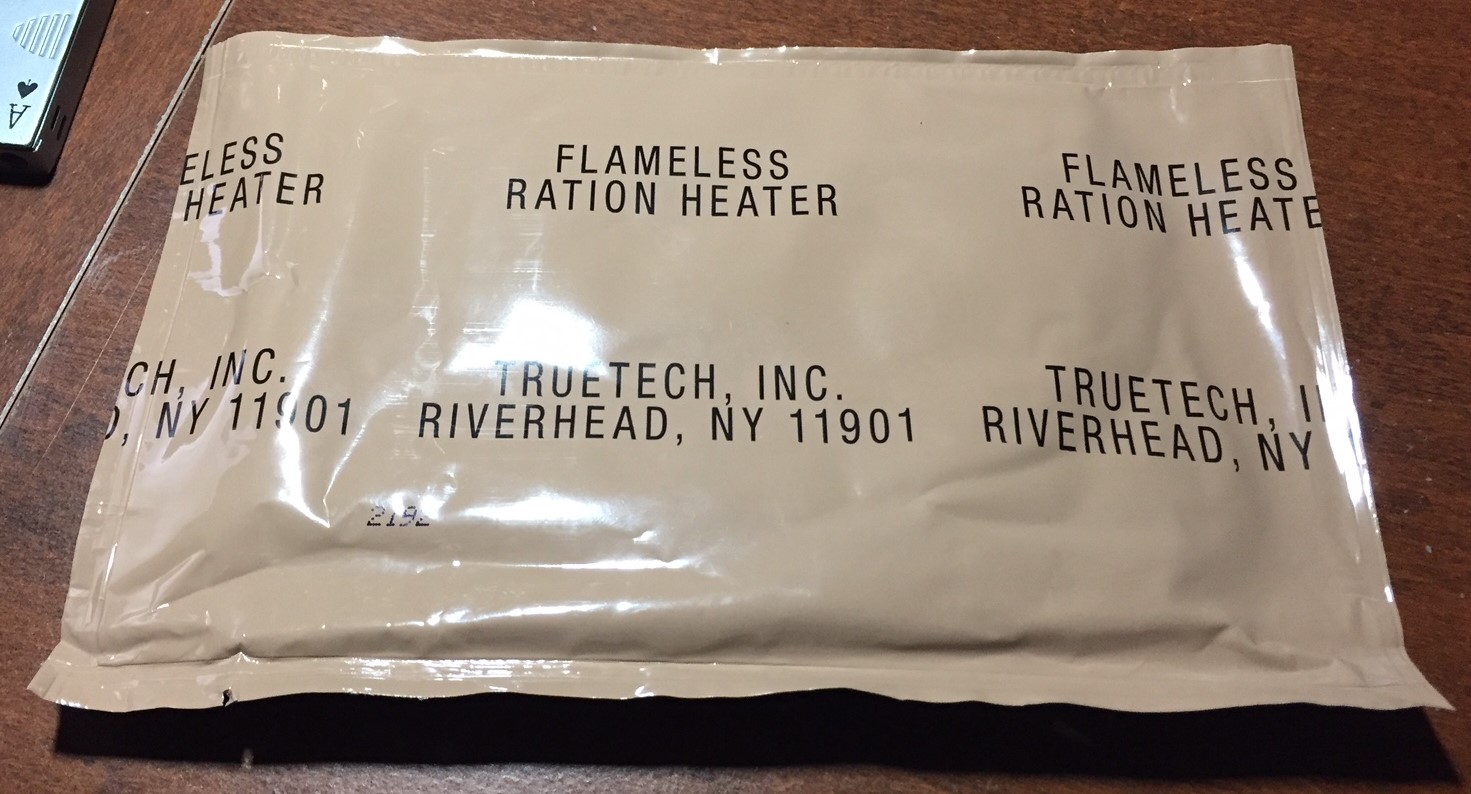 A
ELESS
HEATER
FLAMELESS
RATION HEATER
FLAMELESS
RATION HEATE
CH, INC.
D, NY 11901
TRUETECH, INC.
RIVERHEAD, NY 11901
TRUETECH, I
RIVERHEAD, NY
2192